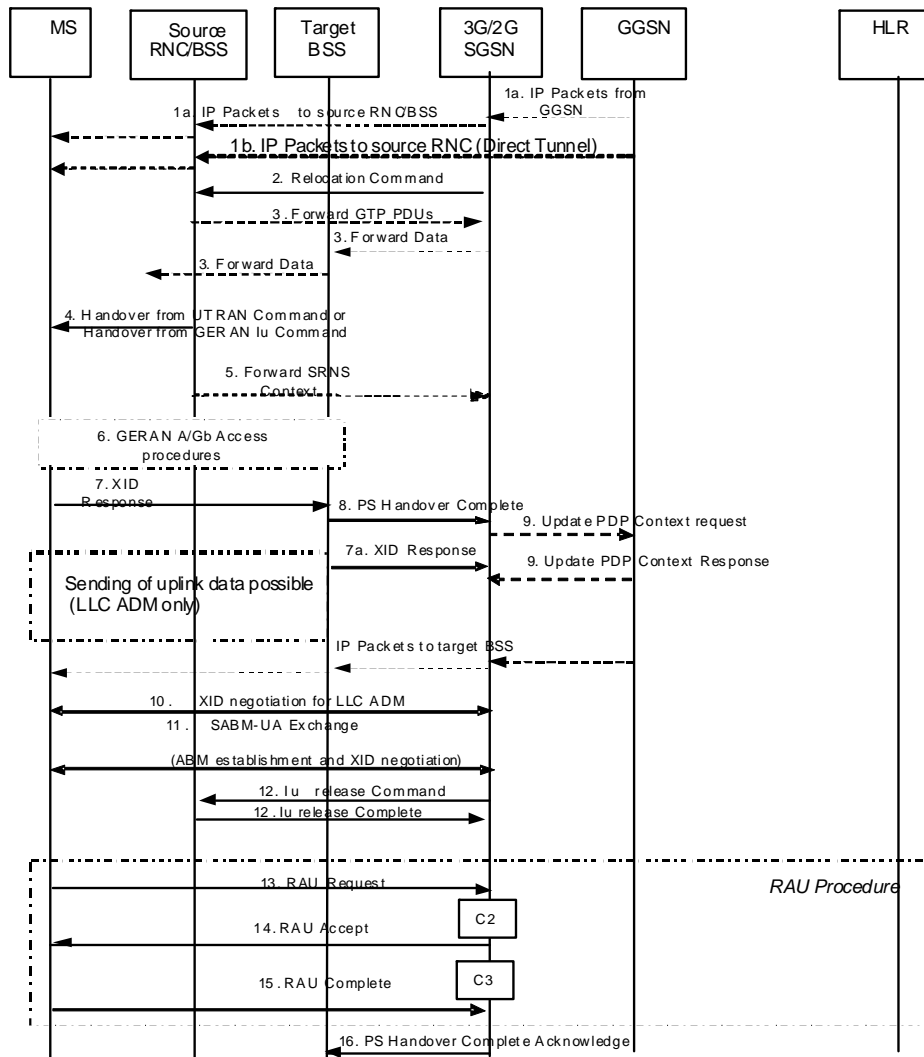 MS
Source
RNC/BSS
Target
BSS
3G/2G
SGSN
GGSN
HLR
1a. IP Packets from
GGSN
1a. IP Packets to source RNC/BSS
1b. IP Packets to source RNC (Direct Tunnel)
2. Relocation Command
3. Forward GTP PDUs
3. Forward Data
3. Forward Data
4. Handover from UTRAN Command or
Handover from GERAN Iu Command
5. Forward SRNS
Context
6. GERAN A/Gb Access
procedures
7. XID
Response
8. PS Handover Complete
9. Update PDP Context request
7a. XID Response
9. Update PDP Context Response
Sending of uplink data possible
(LLC ADM only)
IP Packets to target BSS
10. XID negotiation for LLC ADM
11. SABM-UA Exchange
(ABM establishment and XID negotiation)
12. Iu release Command
12. Iu release Complete
13. RAU Request
RAU Procedure
C2
14. RAU Accept
C3
15. RAU Complete
16. PS Handover Complete Acknowledge